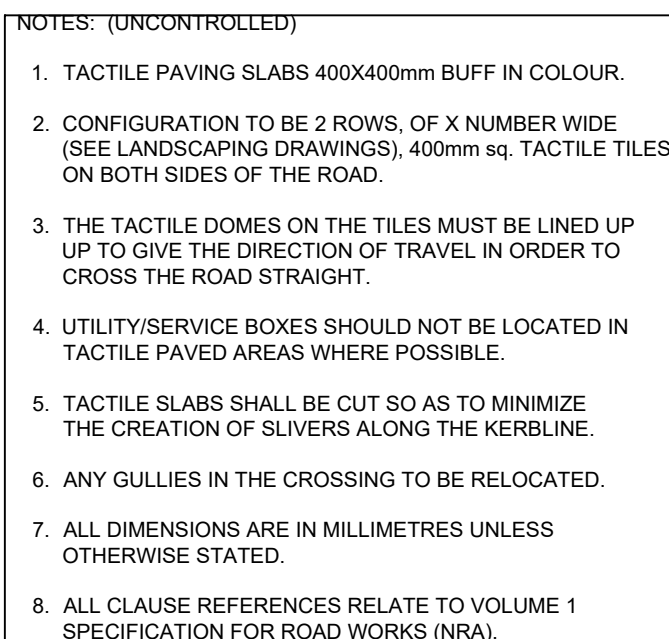 NOTES: (UNCONTROLLED)
1. TACTILE PAVING SLABS 400X400mm BUFF IN COLOUR.
2. CONFIGURATION TO BE 2 ROWS, OF X NUMBER WIDE
(SEE LANDSCAPING DRAWINGS), 400mm sq. TACTILE TILES
ON BOTH SIDES OF THE ROAD.
3. THE TACTILE DOMES ON THE TILES MUST BE LINED UP
UP TO GIVE THE DIRECTION OF TRAVEL IN ORDER TO
CROSS THE ROAD STRAIGHT.
4. UTILITY/SERVICE BOXES SHOULD NOT BE LOCATED IN
TACTILE PAVED AREAS WHERE POSSIBLE.
5. TACTILE SLABS SHALL BE CUT SO AS TO MINIMIZE
THE CREATION OF SLIVERS ALONG THE KERBLINE.
6. ANY GULLIES IN THE CROSSING TO BE RELOCATED.
7. ALL DIMENSIONS ARE IN MILLIMETRES UNLESS
OTHERWISE STATED.
8. ALL CLAUSE REFERENCES RELATE TO VOLUME 1
SPECIFICATION FOR ROAD WORKS (NRA).